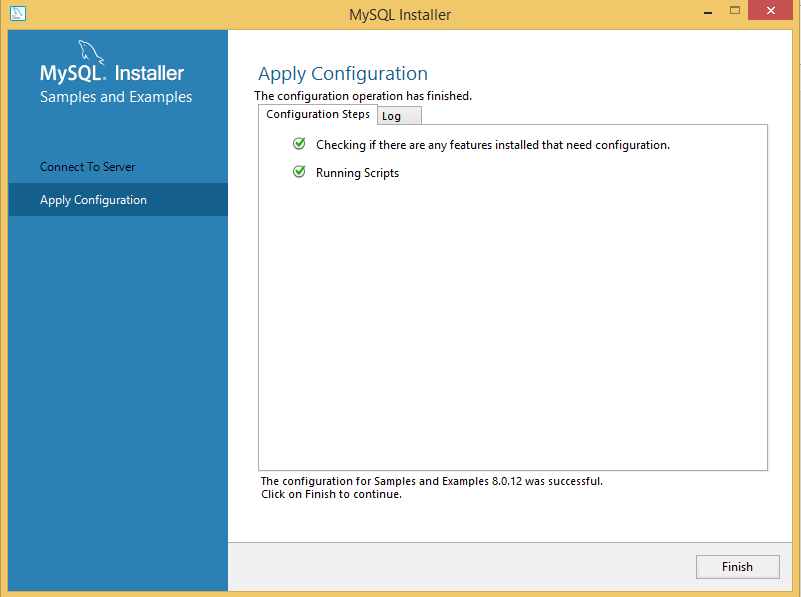 MySQL Installer
MySQL. Installer
Samples and Examples
Connect To Server
Apply Configuration
Apply Configuration
The configuration operation has finished.
Configuration Steps
Log
Checking if there are any features installed that need configuration.
Running Scripts
The configuration for Samples and Examples 8.0.12 was successful.
Click on Finish to continue.
Finish